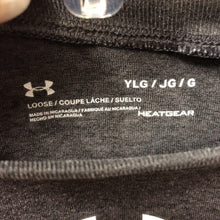 YLG / JG / G
LOOSE / COUPE LÂCHE / SUELTO
MADE IN NICARAGUA / FABRIQUÉ AU NICARAGUA/
HECHO EN NICARAGUA
HEATGEAR